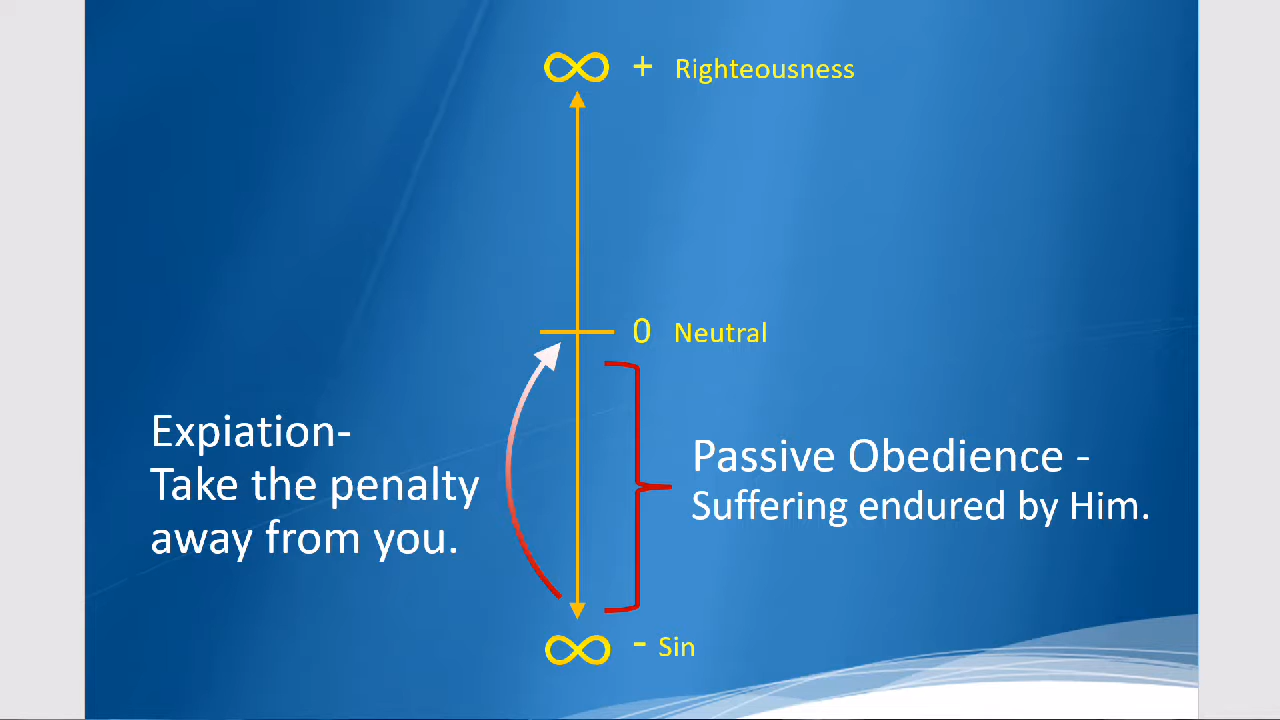 ∞ + Righteousness
0 Neutral
Expiation-
Take the penalty
away from you.
Passive Obedience -
Suffering endured by Him.
∞ - Sin